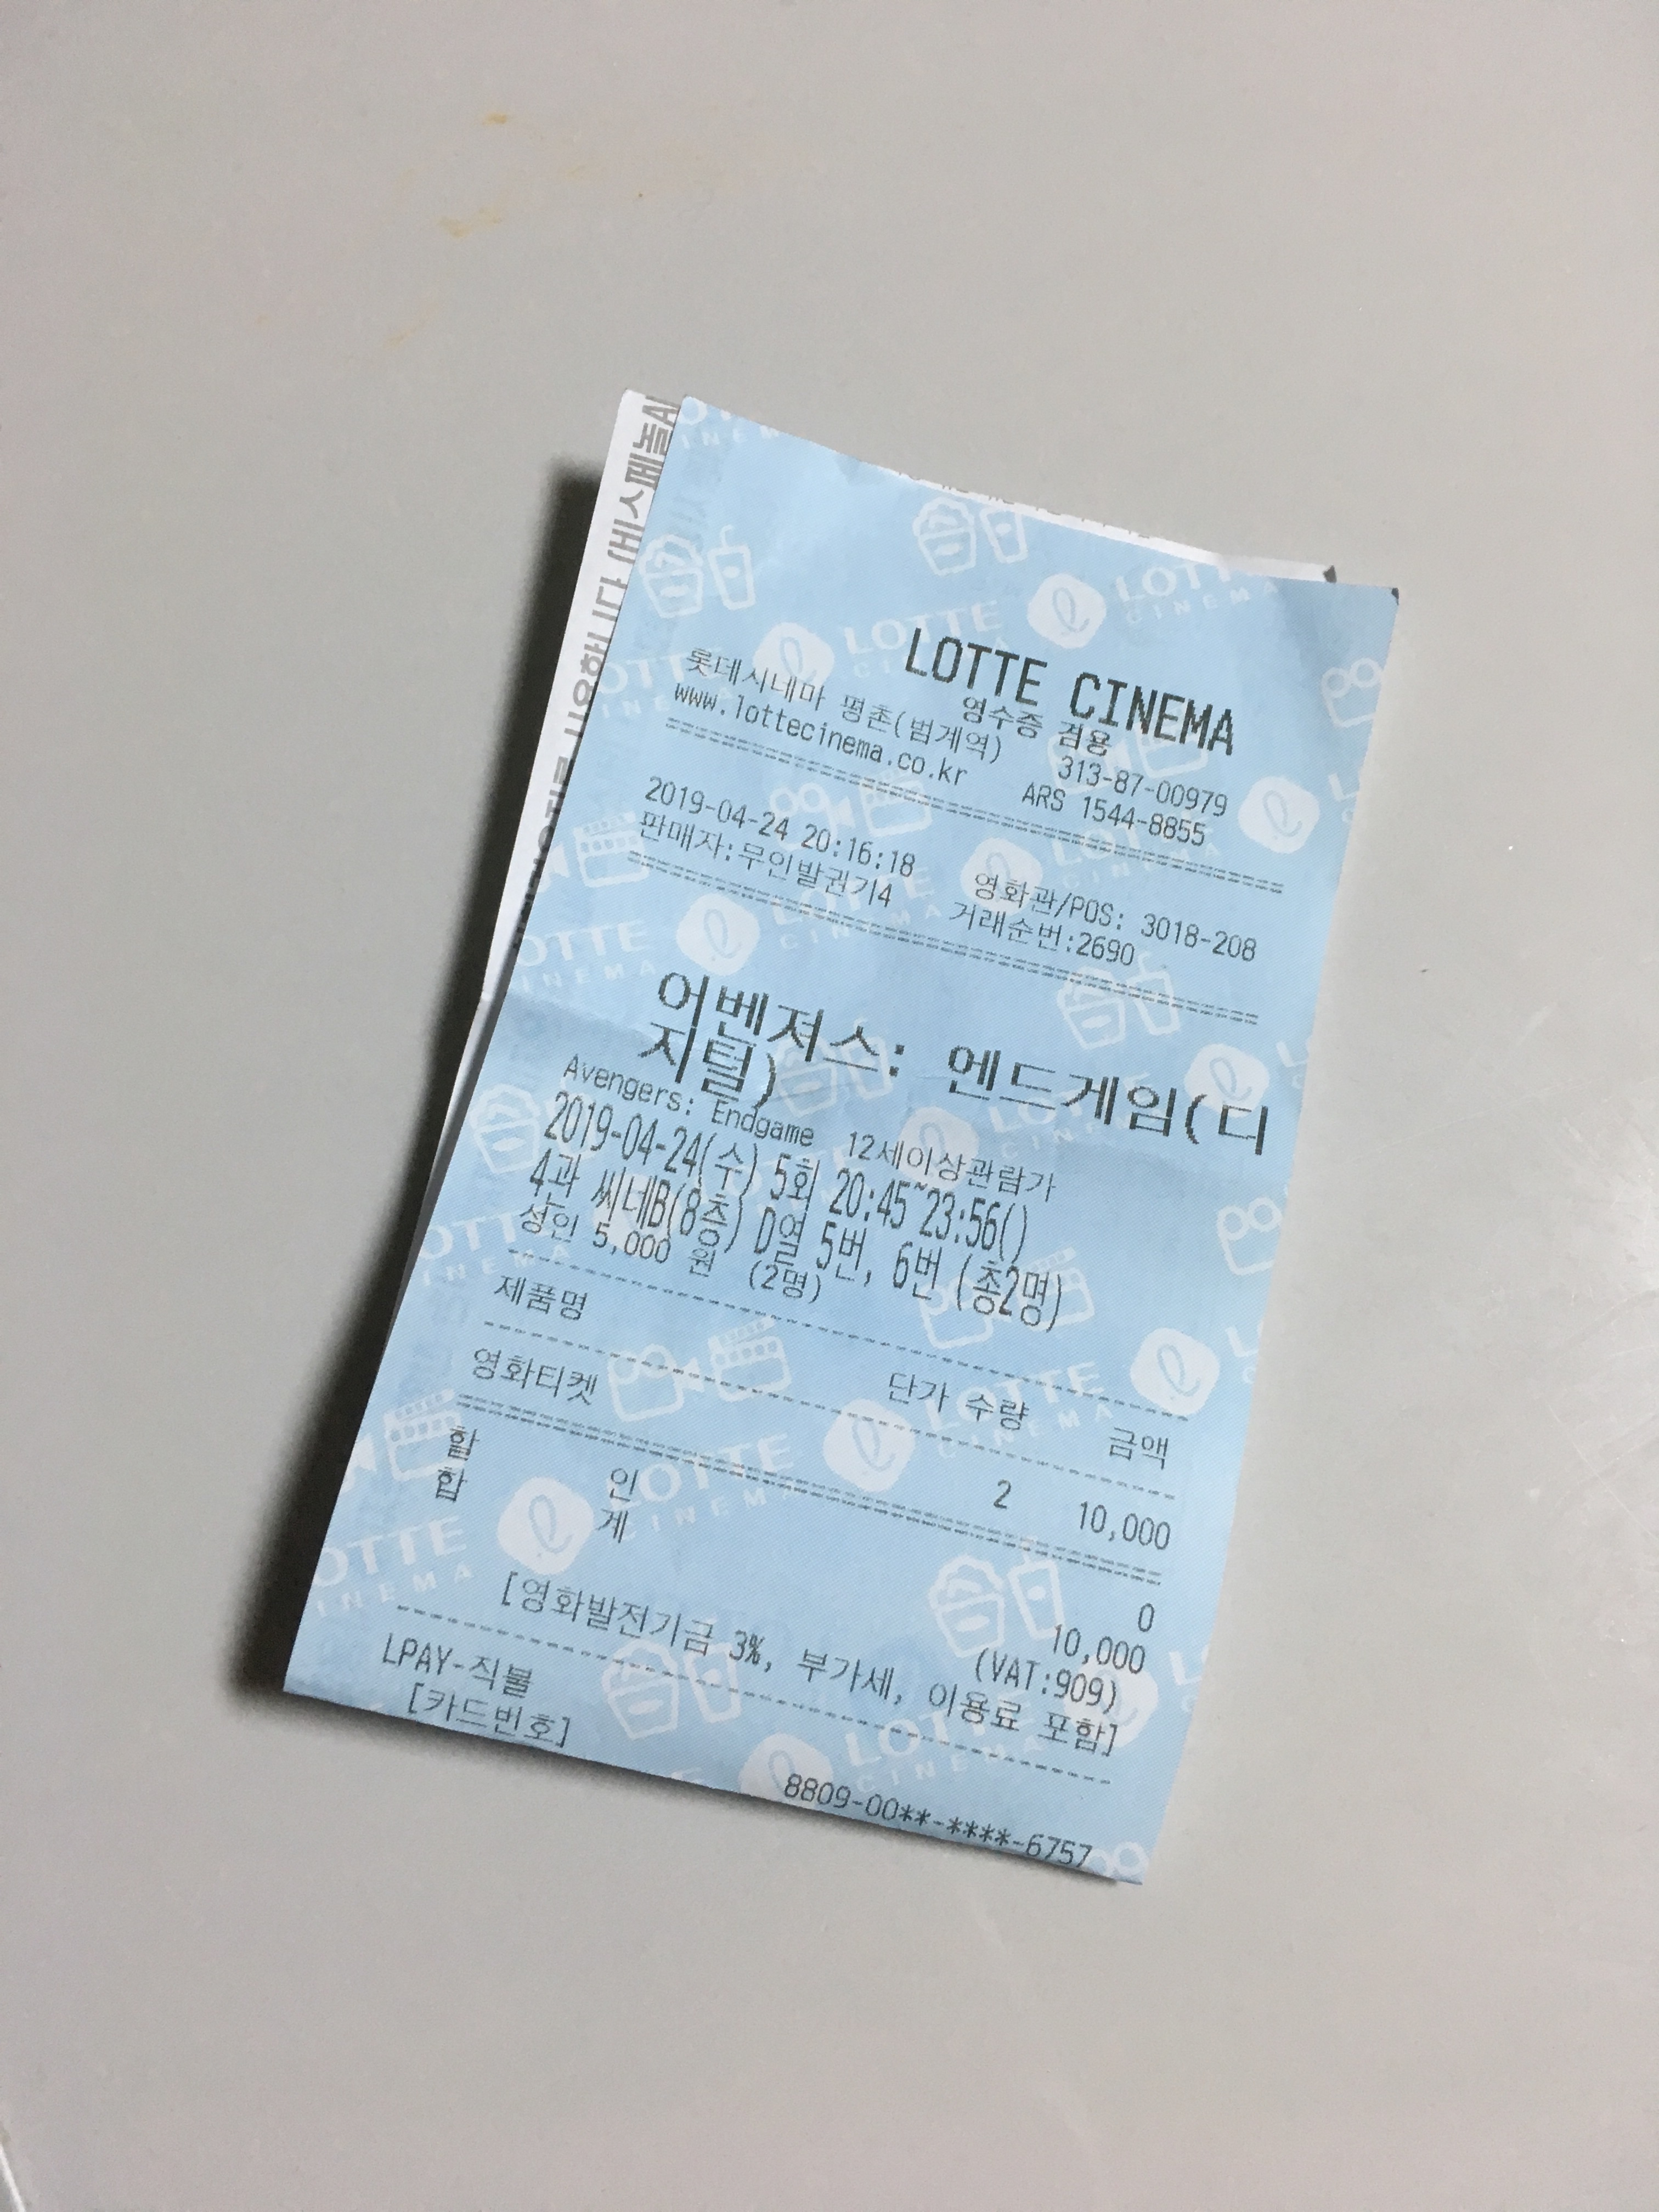 LOTTE CINEMA
영수증 겸용
롯데시네마 평촌(범계역) 313-87-00979
www.lottecinema.co.kr ARS 1544-8855
2019-04-24 20:16:18 영화관/POS: 3018-208
판매자:무인발권기4 거래순번:2690
어벤져스: 엔드게임(디
지털)
Avengers: Endgame 12세이상관람가
2019-04-24(수) 5회 20:45~23:56()
4관 씨네B(8층) D열 5번, 6번 (총2명)
성인 5,000 원 (2명)
제품명 단가 수량 금액
영화티켓 2 10,000
할 인 0
합 계 10,000
(VAT:909)
[영화발전기금 3%, 부가세, 이용료 포함]
LPAY-직불
[카드번호] 8809-00**-****-6757